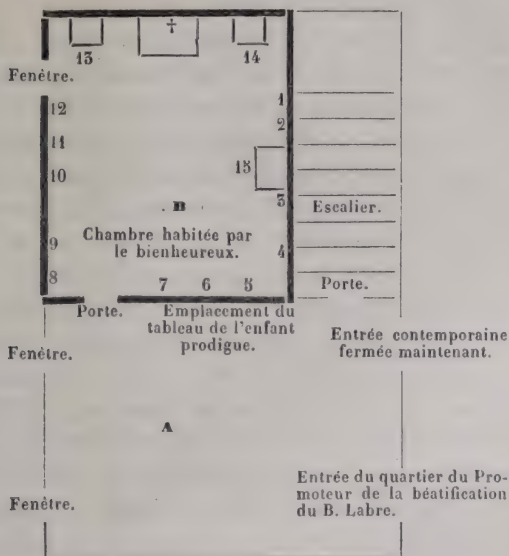 †
13
14
Fenêtre.
12
1
2
11
15
10
3
B
Escalier.
Chambre habitée par
le bienheureux.
9
4
8
7 6 5
Porte.
Porte.
Emplacement du
tableau de l'enfant
prodigue.
Entrée contemporaine
fermée maintenant.
Fenêtre.
A
Entrée du quartier du Pro-
moteur de la béatification
du B. Labre.
Fenêtre.